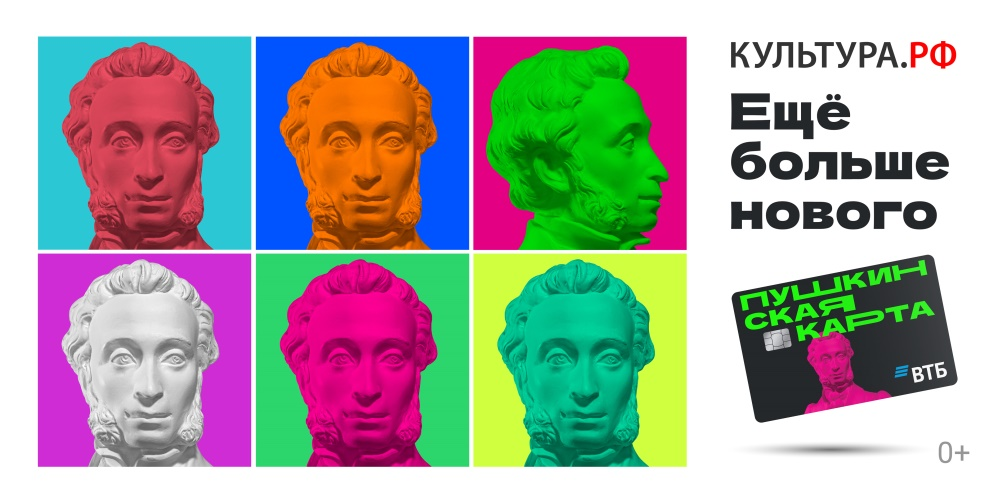 КУЛЬТУРА.РФ
Ещё
больше
нового
ПУШКИН
СКАЯ
КАРТА
ВТБ
0+